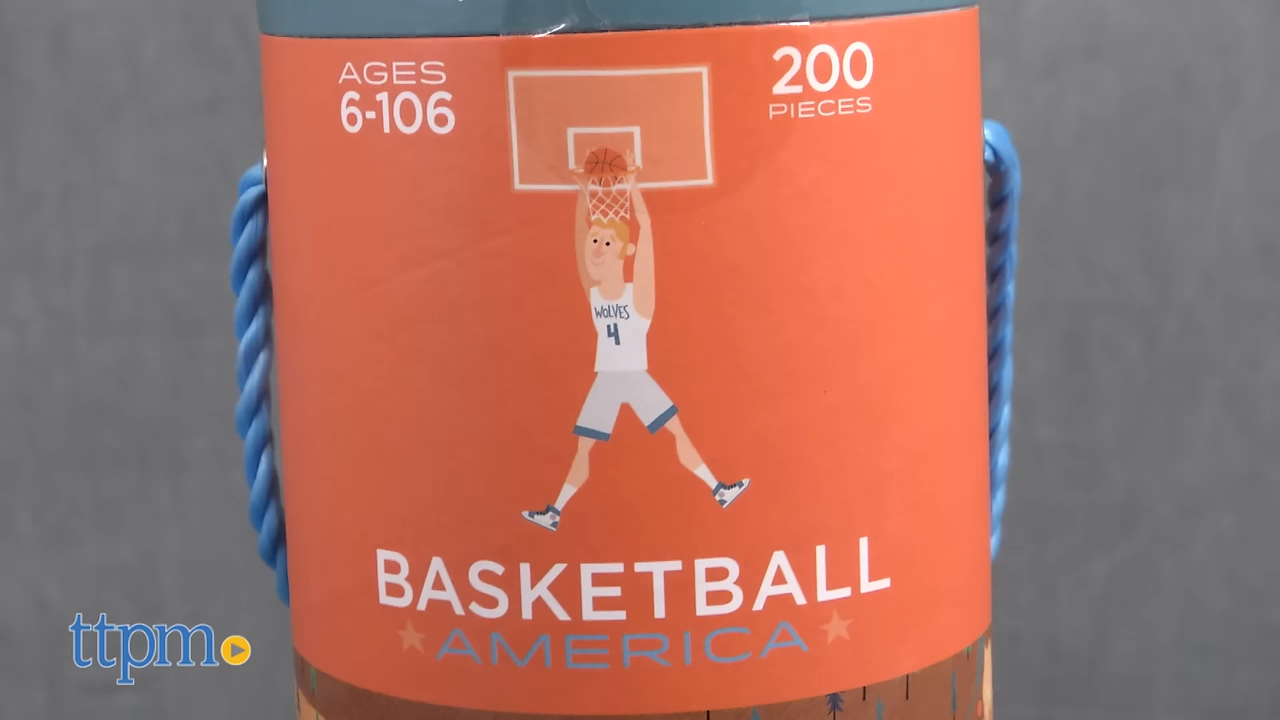 AGES
6-106
200
PIECES
WOLVES
4
BASKETBALL
AMERICA
ttpm